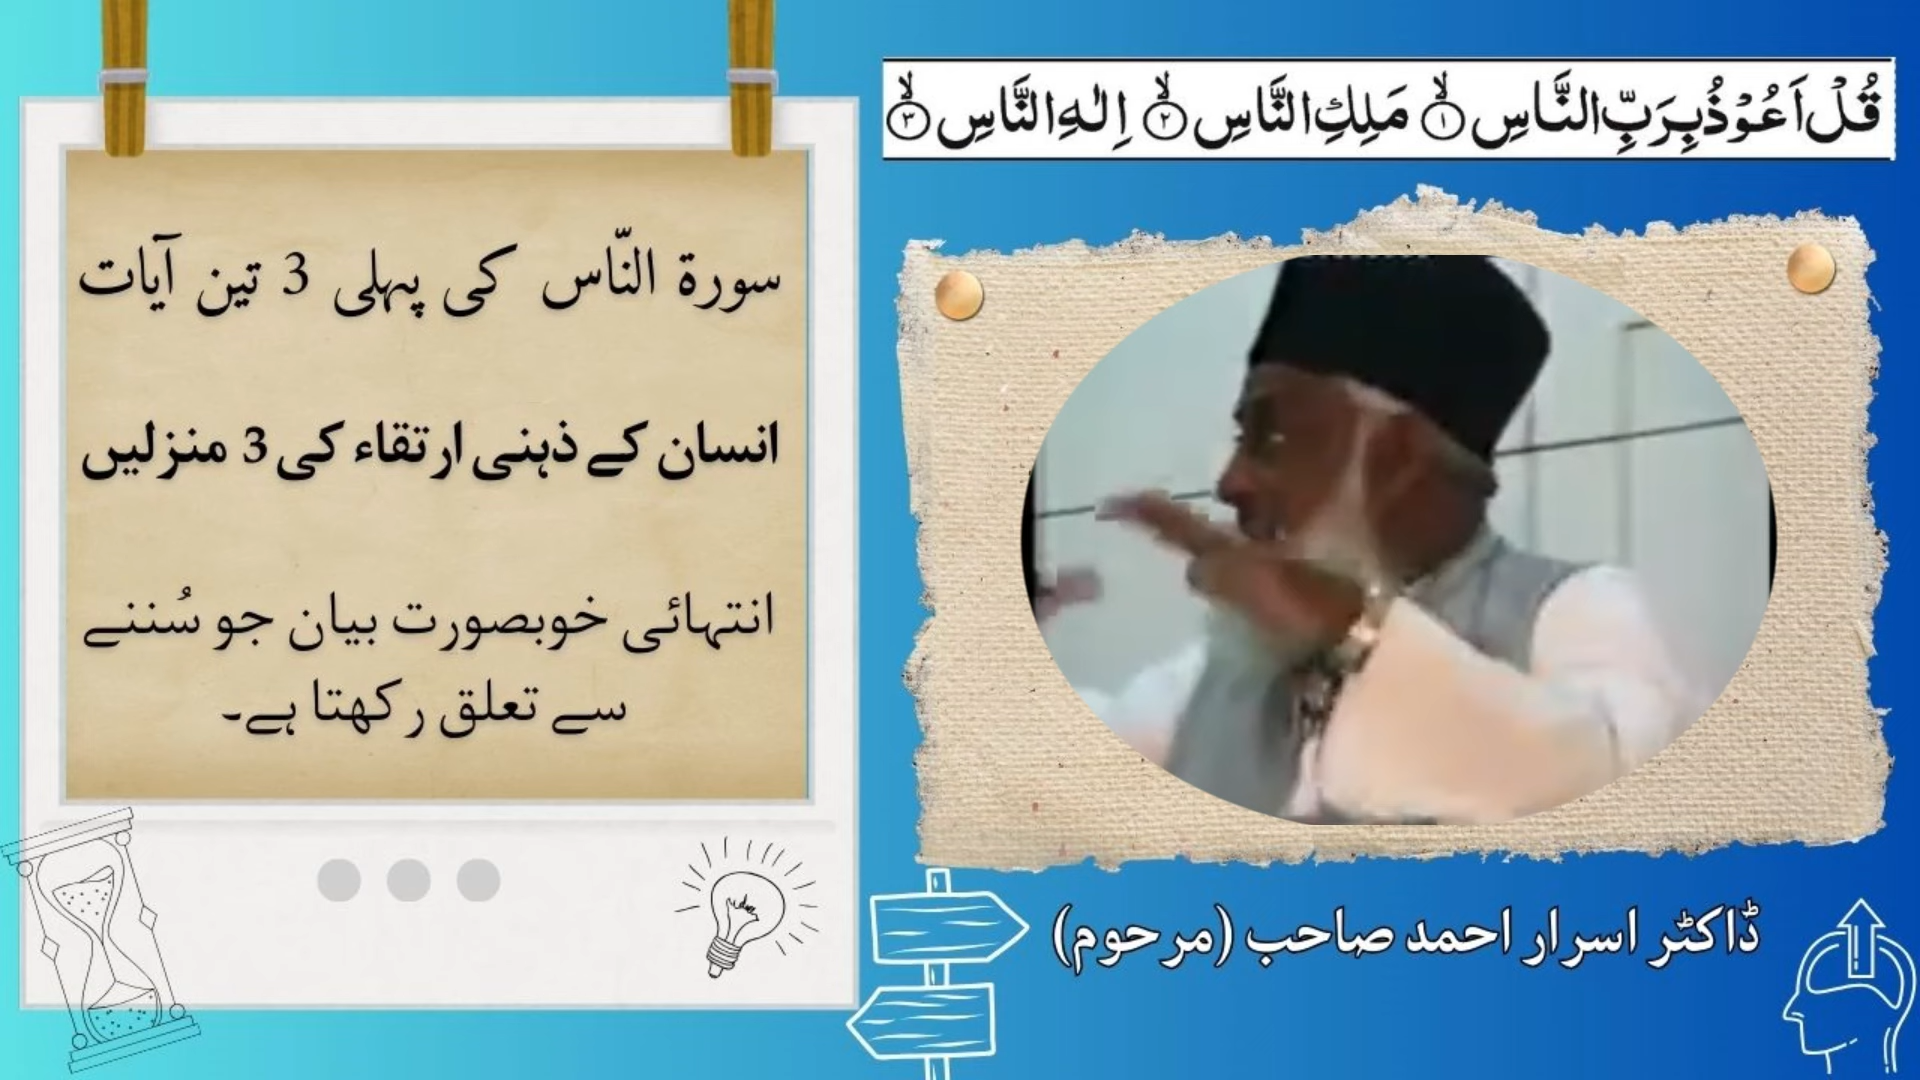 قُلْ اَعُوْذُ بِرَبِّ النَّاسِ ۙ‏﴿۱﴾ مَلِكِ النَّاسِ ۙ‏﴿۲﴾ اِلٰهِ النَّاسِ ۙ‏﴿۳﴾
سورۃ النّاس کی پہلی 3 تین آیات
انسان کے ذہنی ارتقاء کی 3 منزلیں
انتہائی خوبصورت بیان جو سُننے
سے تعلق رکھتا ہے۔
ڈاکٹر اسرار احمد صاحب (مرحوم)